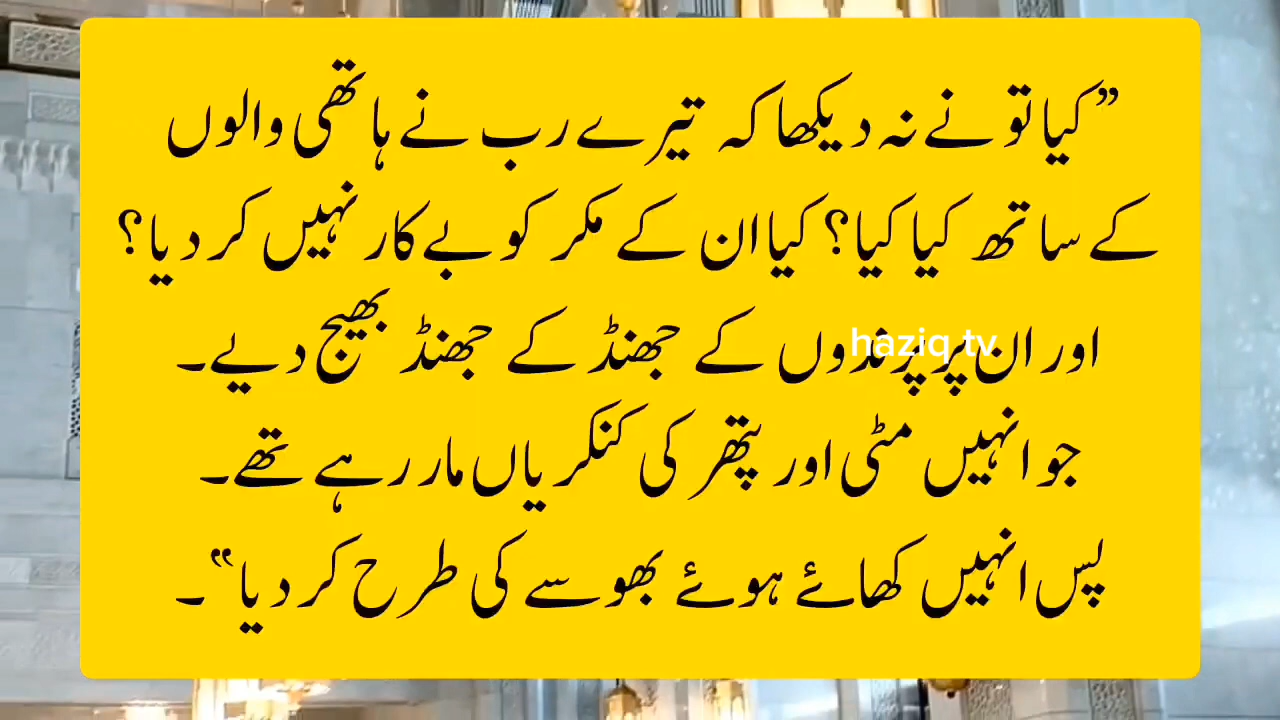 ”کیا تو نے نہ دیکھا کہ تیرے رب نے ہاتھی والوں
کے ساتھ کیا کیا؟ کیا ان کے مکر کو بے کار نہیں کر دیا؟
اور ان پر پرندوں کے جھنڈ کے جھنڈ بھیج دیے۔
haziq tv
جو انہیں مٹی اور پتھر کی کنکریاں مار رہے تھے۔
پس انہیں کھائے ہوئے بھوسے کی طرح کر دیا“۔